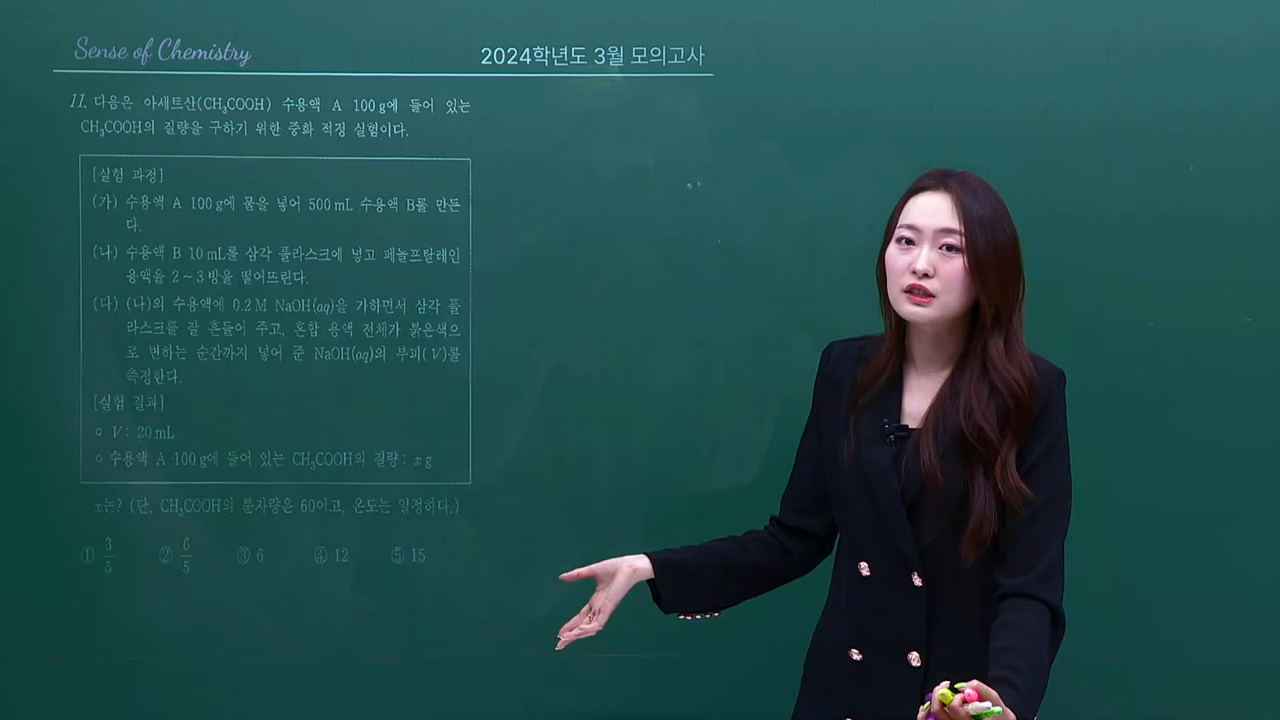 Sense of Chemistry
2024학년도 3월 모의고사
11. 다음은 아세트산(CH₃COOH) 수용액 A 100 g에 들어 있는
CH₃COOH의 질량을 구하기 위한 중화 적정 실험이다.
[실험 과정]
(가) 수용액 A 100 g에 물을 넣어 500 mL 수용액 B를 만든
다.
(나) 수용액 B 10 mL를 삼각 플라스크에 넣고 페놀프탈레인
용액을 2~3방울 떨어뜨린다.
(다) (나)의 수용액에 0.2 M NaOH(aq)을 가하면서 삼각 플
라스크를 잘 흔들어 주고, 혼합 용액 전체가 붉은색으
로 변하는 순간까지 넣어 준 NaOH(aq)의 부피(V)를
측정한다.
[실험 결과]
○ V : 20 mL
○ 수용액 A 100 g에 들어 있는 CH₃COOH의 질량 : x g
x는? (단, CH₃COOH의 분자량은 60이고, 온도는 일정하다.)
① 3/5 ② 6/5 ③ 6 ④ 12 ⑤ 15